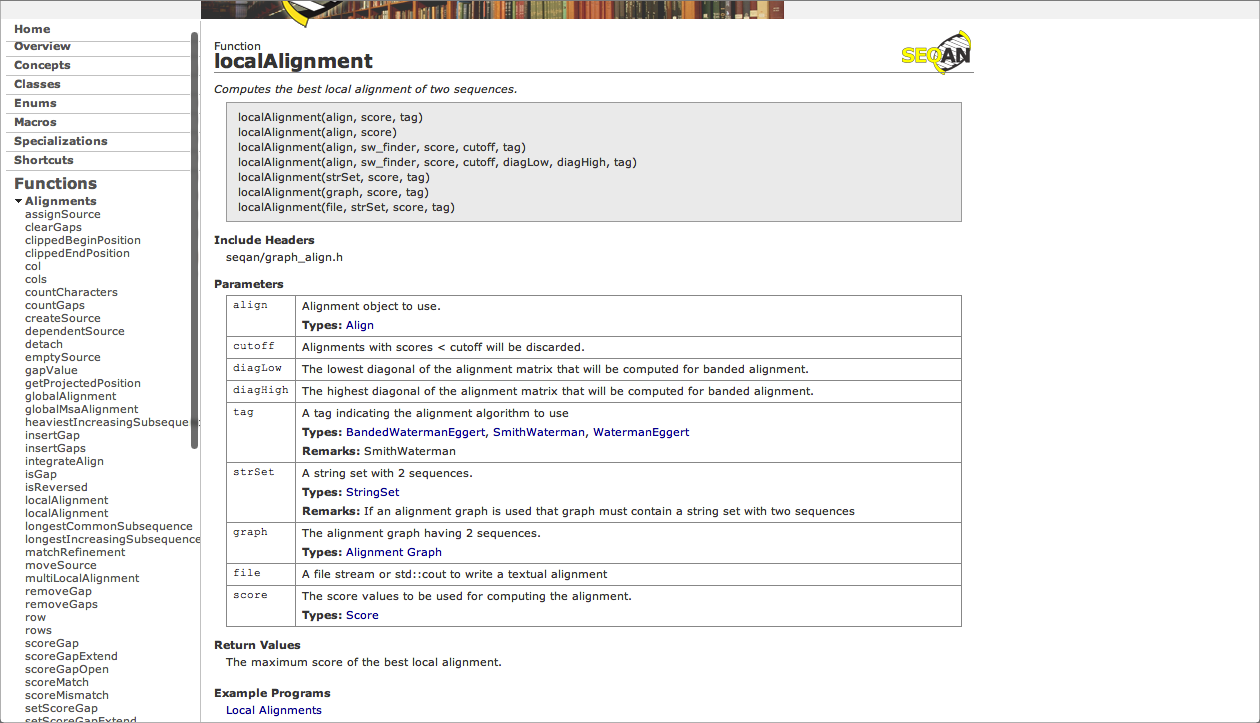 Home
Overview
Concepts
Classes
Enums
Macros
Specializations
Shortcuts
Functions
Alignments
assignSource
clearGaps
clippedBeginPosition
clippedEndPosition
col
cols
countCharacters
countGaps
createSource
dependentSource
detach
emptySource
gapValue
getProjectedPosition
globalAlignment
globalMsaAlignment
heaviestIncreasingSubsequen
insertGap
insertGaps
integrateAlign
isGap
isReversed
localAlignment
localAlignment
longestCommonSubsequence
longestIncreasingSubsequence
matchRefinement
moveSource
multiLocalAlignment
removeGap
removeGaps
row
rows
scoreGap
scoreGapExtend
scoreGapOpen
scoreMatch
scoreMismatch
setScoreGap
setScoreGapExtend
Function
localAlignment
SEQAN
Computes the best local alignment of two sequences.
localAlignment(align, score, tag)
localAlignment(align, score)
localAlignment(align, sw_finder, score, cutoff, tag)
localAlignment(align, sw_finder, score, cutoff, diagLow, diagHigh, tag)
localAlignment(strSet, score, tag)
localAlignment(graph, score, tag)
localAlignment(file, strSet, score, tag)
Include Headers
seqan/graph_align.h
Parameters
align Alignment object to use.
Types: Align
cutoff Alignments with scores < cutoff will be discarded.
diagLow The lowest diagonal of the alignment matrix that will be computed for banded alignment.
diagHigh The highest diagonal of the alignment matrix that will be computed for banded alignment.
tag A tag indicating the alignment algorithm to use
Types: BandedWatermanEggert, SmithWaterman, WatermanEggert
Remarks: SmithWaterman
strSet A string set with 2 sequences.
Types: StringSet
Remarks: If an alignment graph is used that graph must contain a string set with two sequences
graph The alignment graph having 2 sequences.
Types: Alignment Graph
file A file stream or std::cout to write a textual alignment
score The score values to be used for computing the alignment.
Types: Score
Return Values
The maximum score of the best local alignment.
Example Programs
Local Alignments